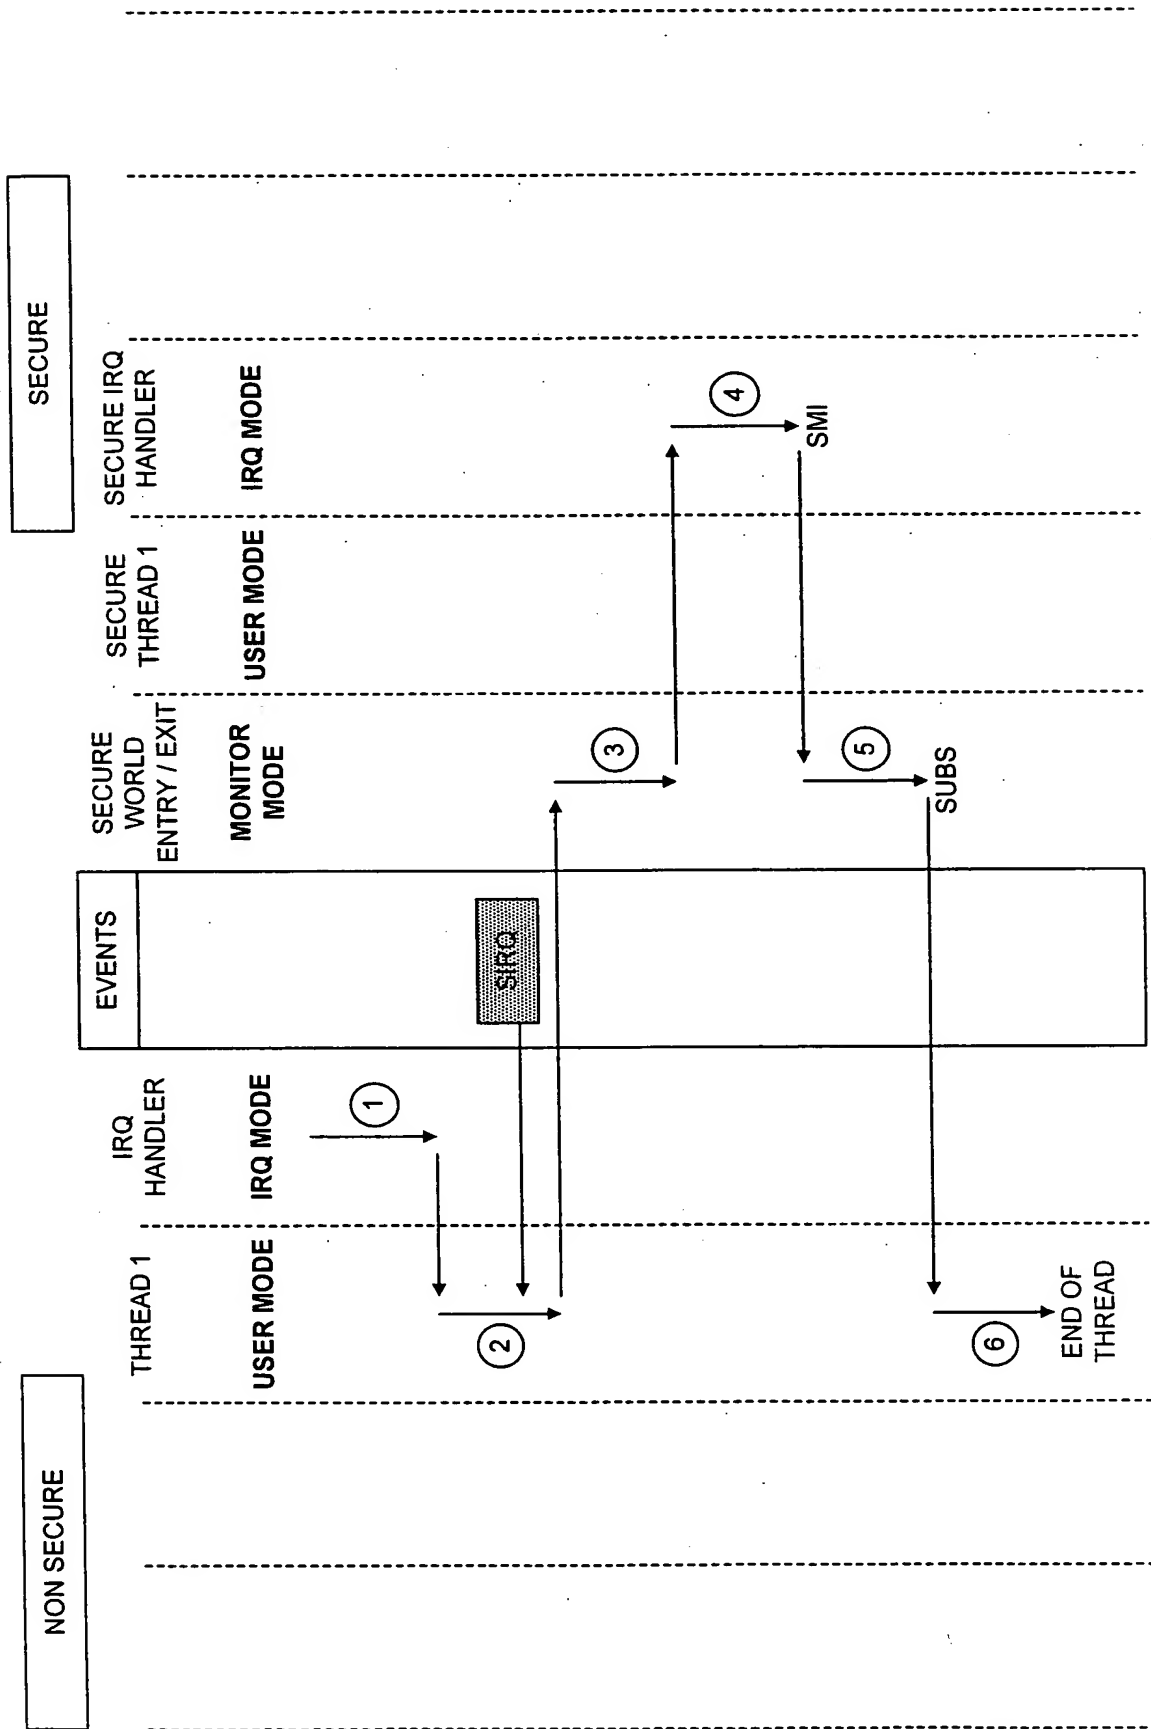 NON SECURE
SECURE
THREAD 1
USER MODE
IRQ
HANDLER
IRQ MODE
EVENTS
SECURE
WORLD
ENTRY / EXIT
MONITOR
MODE
SECURE
THREAD 1
USER MODE
SECURE IRQ
HANDLER
IRQ MODE
1
2
SIRQ
3
4
SMI
5
SUBS
6
END OF
THREAD